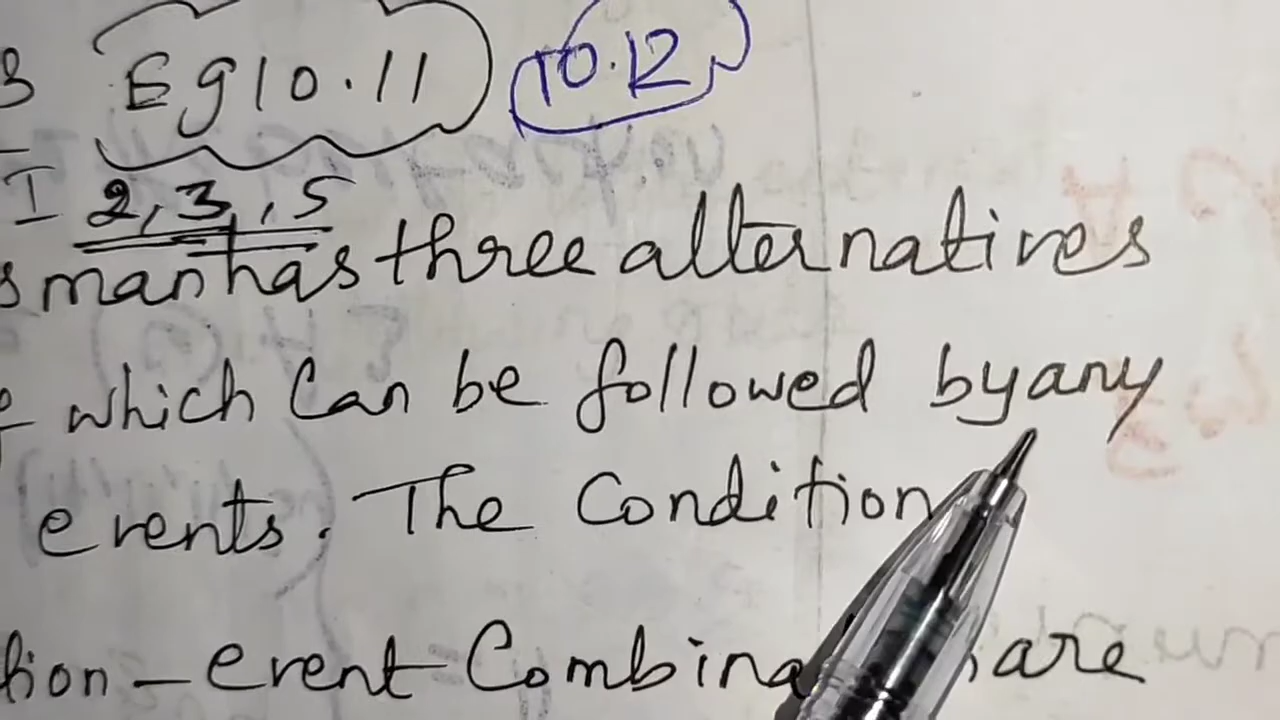 Eg 10.11 10.12
I 2, 3, , 5
s man has three alternatives
which can be followed by any
events. The Condition
tion - event Combina are